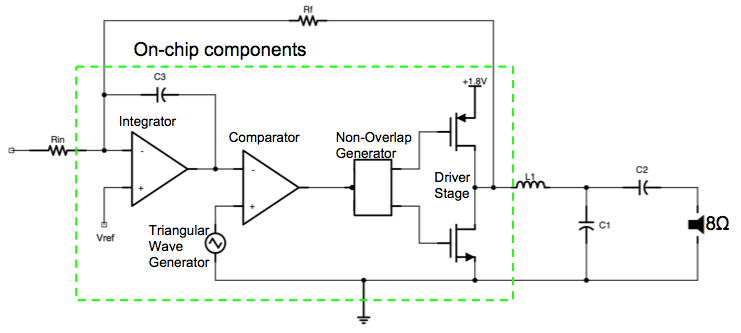 Rf
On-chip components
C3
+1.8V
Integrator
Rin
Comparator
Non-Overlap
Generator
-
+
-
+
Driver
Stage
L1
C2
C1
8Ω
Vref
Triangular
Wave
Generator